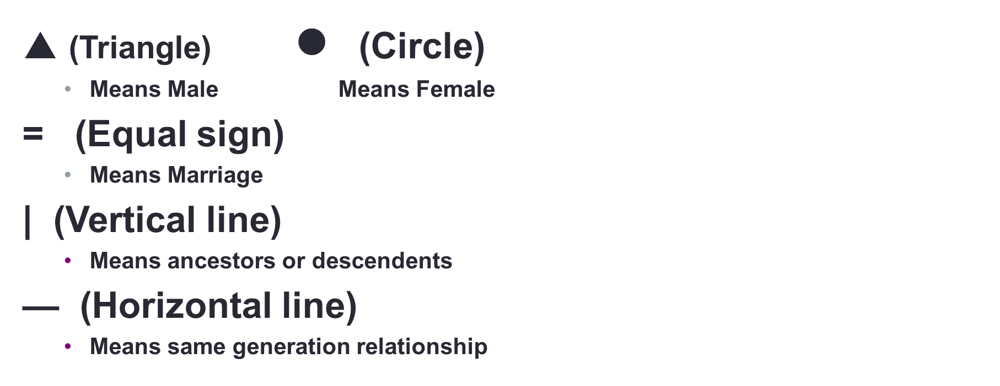 ▲ (Triangle) ● (Circle)
• Means Male Means Female
= (Equal sign)
• Means Marriage
| (Vertical line)
• Means ancestors or descendents
— (Horizontal line)
• Means same generation relationship